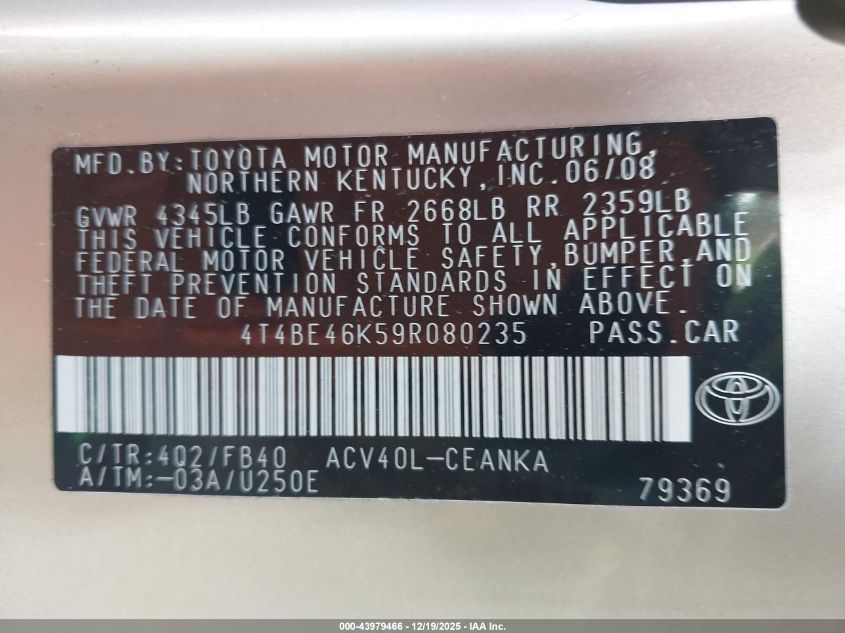 MFD.BY:TOYOTA MOTOR MANUFACTURING,
NORTHERN KENTUCKY,INC.06/08
GVWR 4345LB GAWR FR 2668LB RR 2359LB
THIS VEHICLE CONFORMS TO ALL APPLICABLE
FEDERAL MOTOR VEHICLE SAFETY,BUMPER,AND
THEFT PREVENTION STANDARDS IN EFFECT ON
THE DATE OF MANUFACTURE SHOWN ABOVE.
4T4BE46K59R080235 PASS.CAR
C/TR:4Q2/FB40 ACV40L-CEANKA
A/TM:-03A/U250E 79369
000-43979466 | 12/19/2025 - IAA Inc.